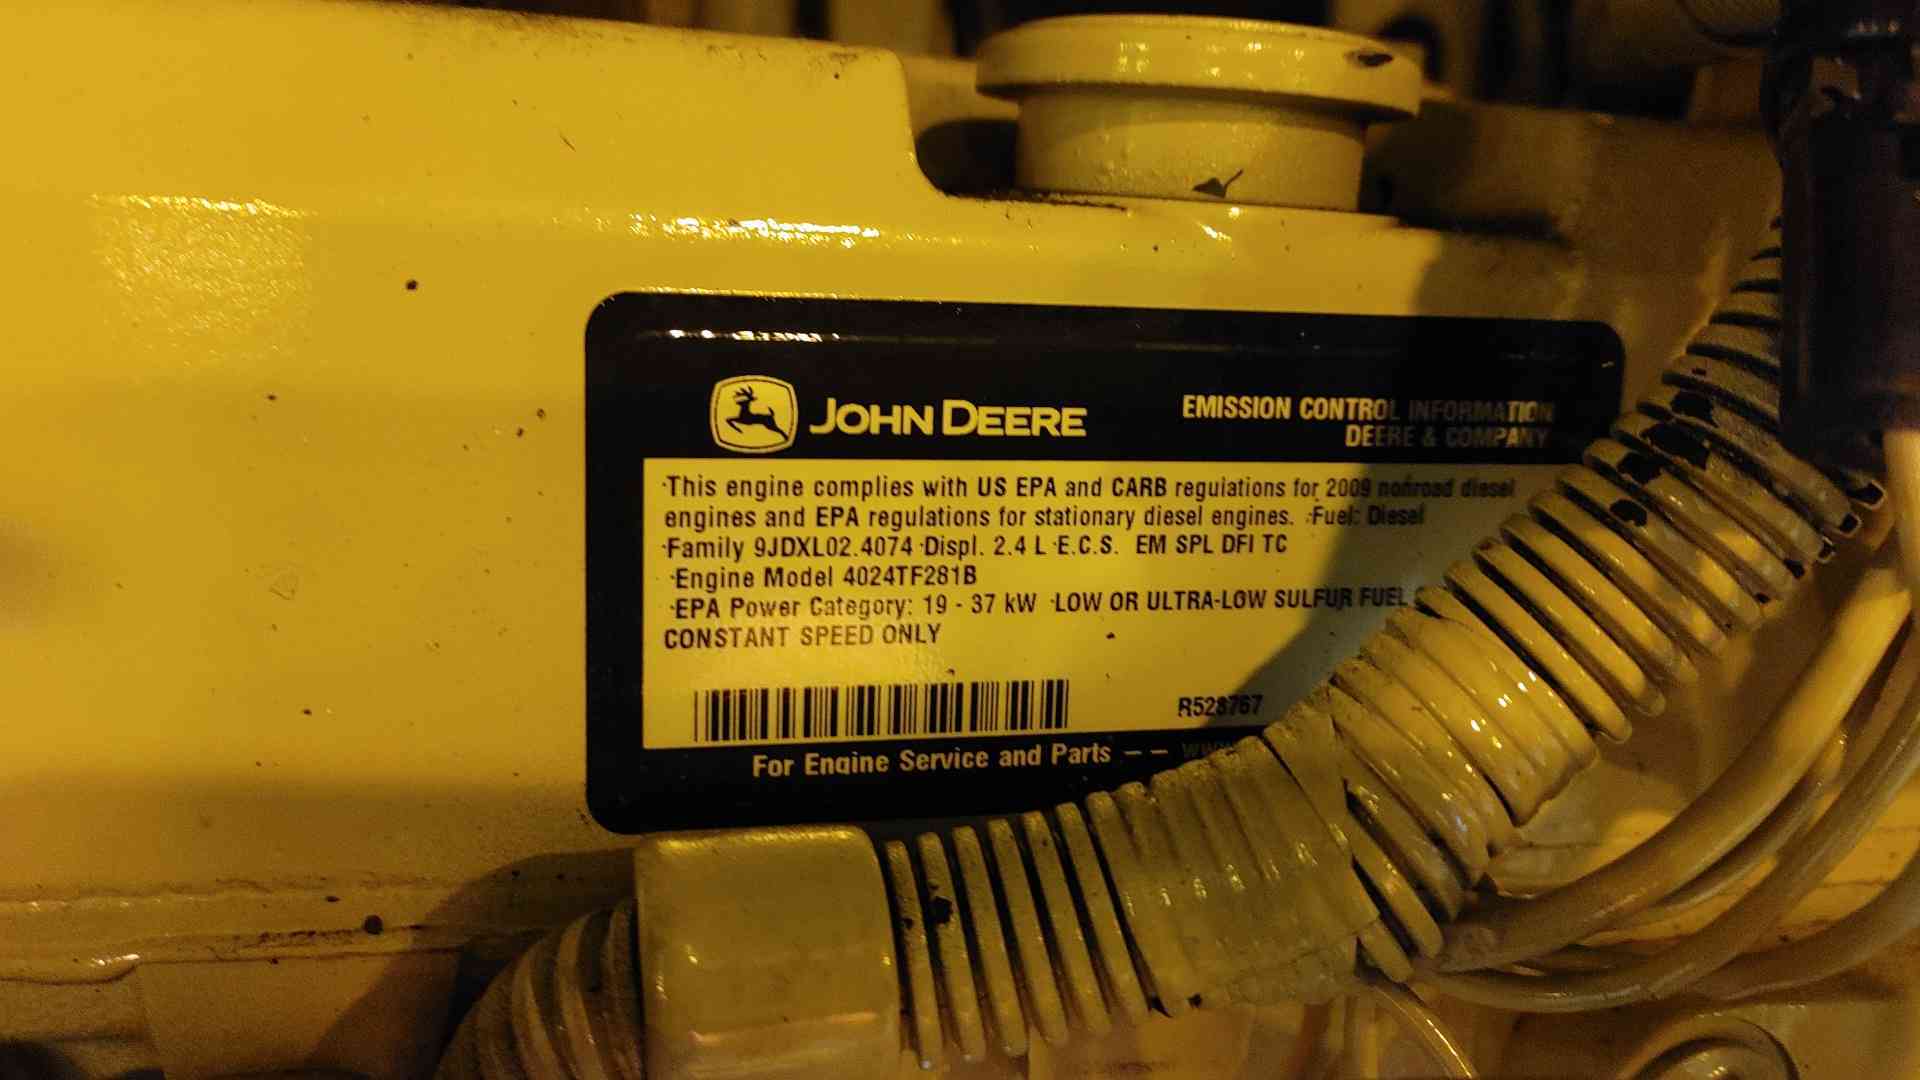 JOHN DEERE
EMISSION CONTROL INFORMATION
DEERE & COMPANY
·This engine complies with US EPA and CARB regulations for 2009 nonroad diesel
engines and EPA regulations for stationary diesel engines. ·Fuel: Diesel
·Family 9JDXL02.4074 ·Displ. 2.4 L ·E.C.S. EM SPL DFI TC
·Engine Model 4024TF281B
·EPA Power Category: 19 - 37 kW ·LOW OR ULTRA-LOW SULFUR FUEL
CONSTANT SPEED ONLY
R528767
For Engine Service and Parts – –